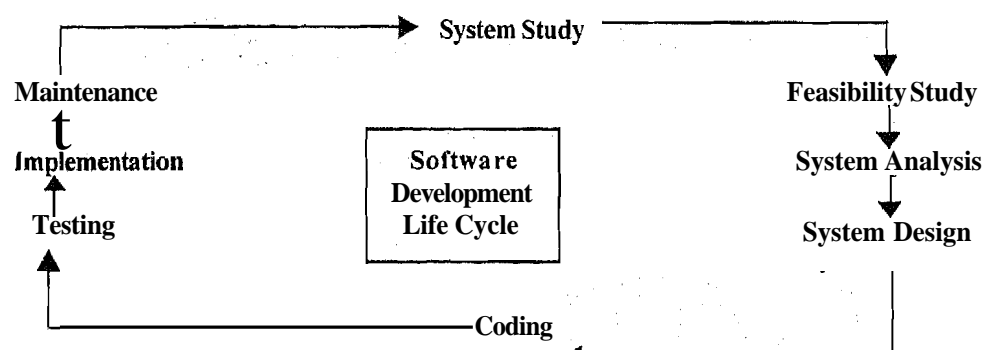 System Study
Maintenance
Feasibility Study
t
Implementation
Software
Development
Life Cycle
System Analysis
Testing
System Design
Coding